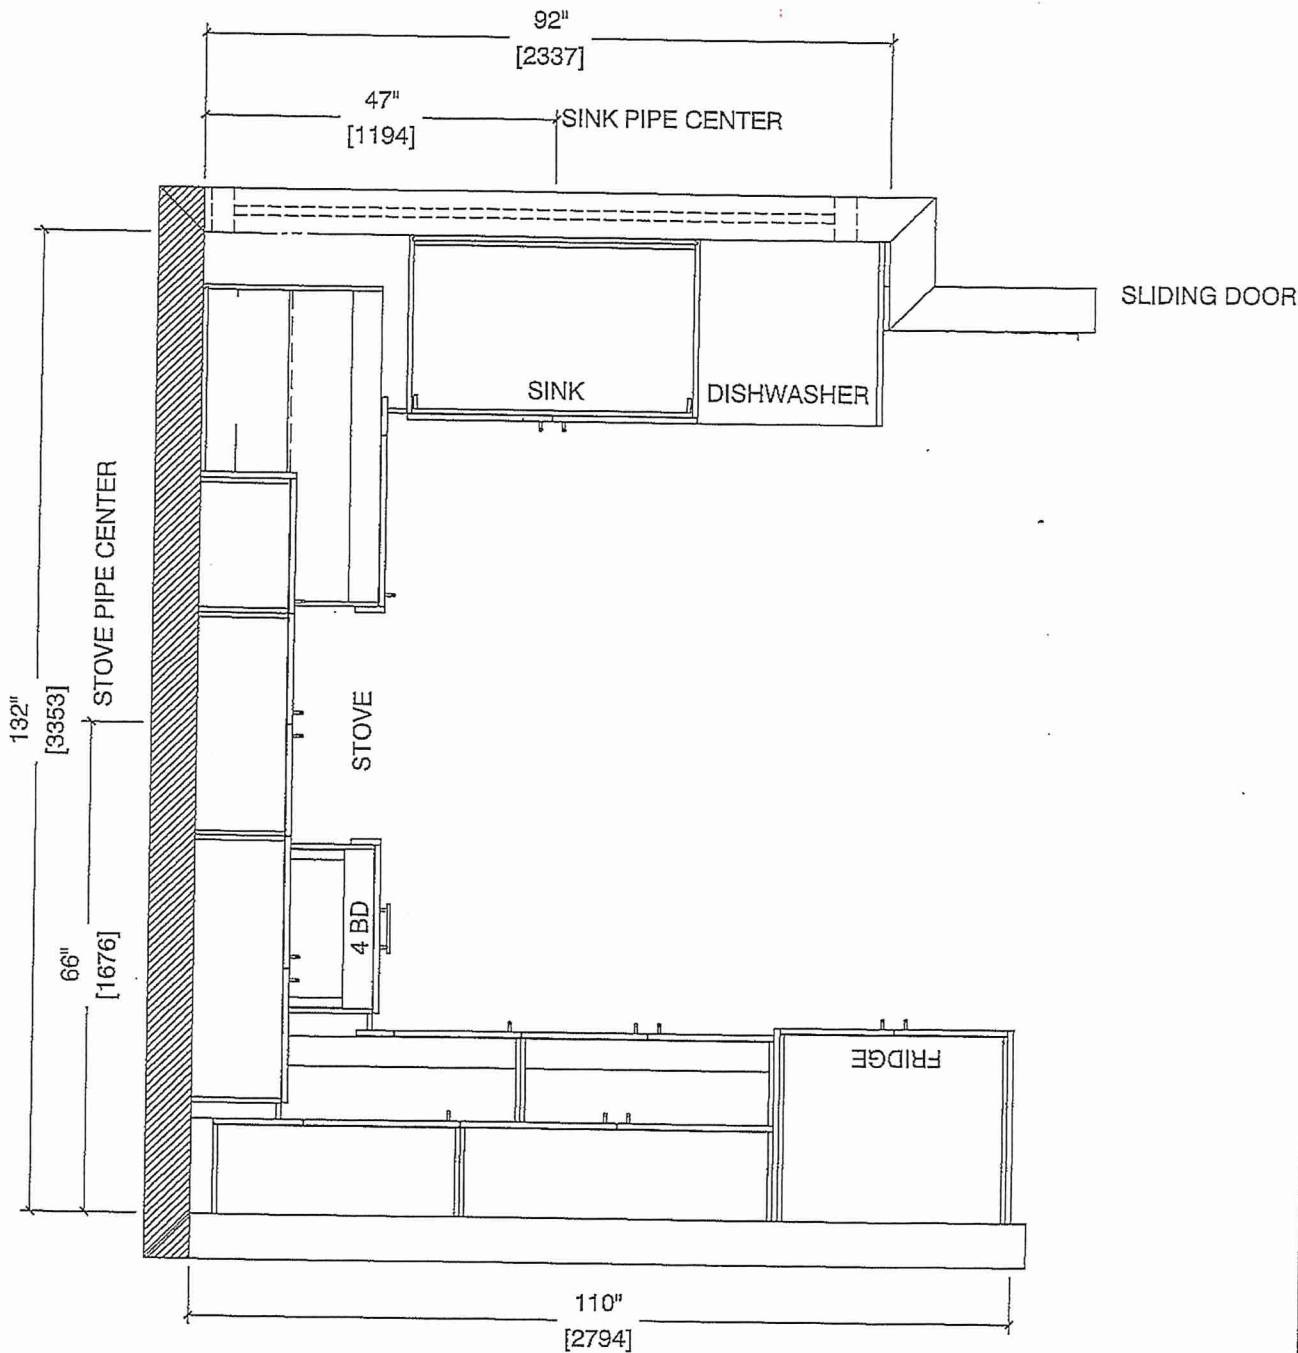 92"
[2337]
47"
[1194]
SINK PIPE CENTER
SLIDING DOOR
SINK
DISHWASHER
STOVE PIPE CENTER
132"
[3353]
STOVE
66"
[1676]
4 BD
FRIDGE
110"
[2794]